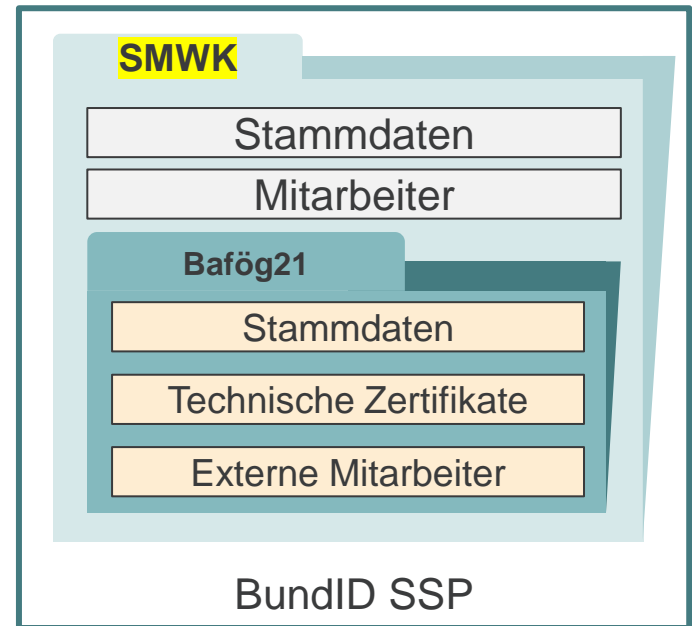 SMWK
Stammdaten
Mitarbeiter
Bafög21
Stammdaten
Technische Zertifikate
Externe Mitarbeiter
BundID SSP